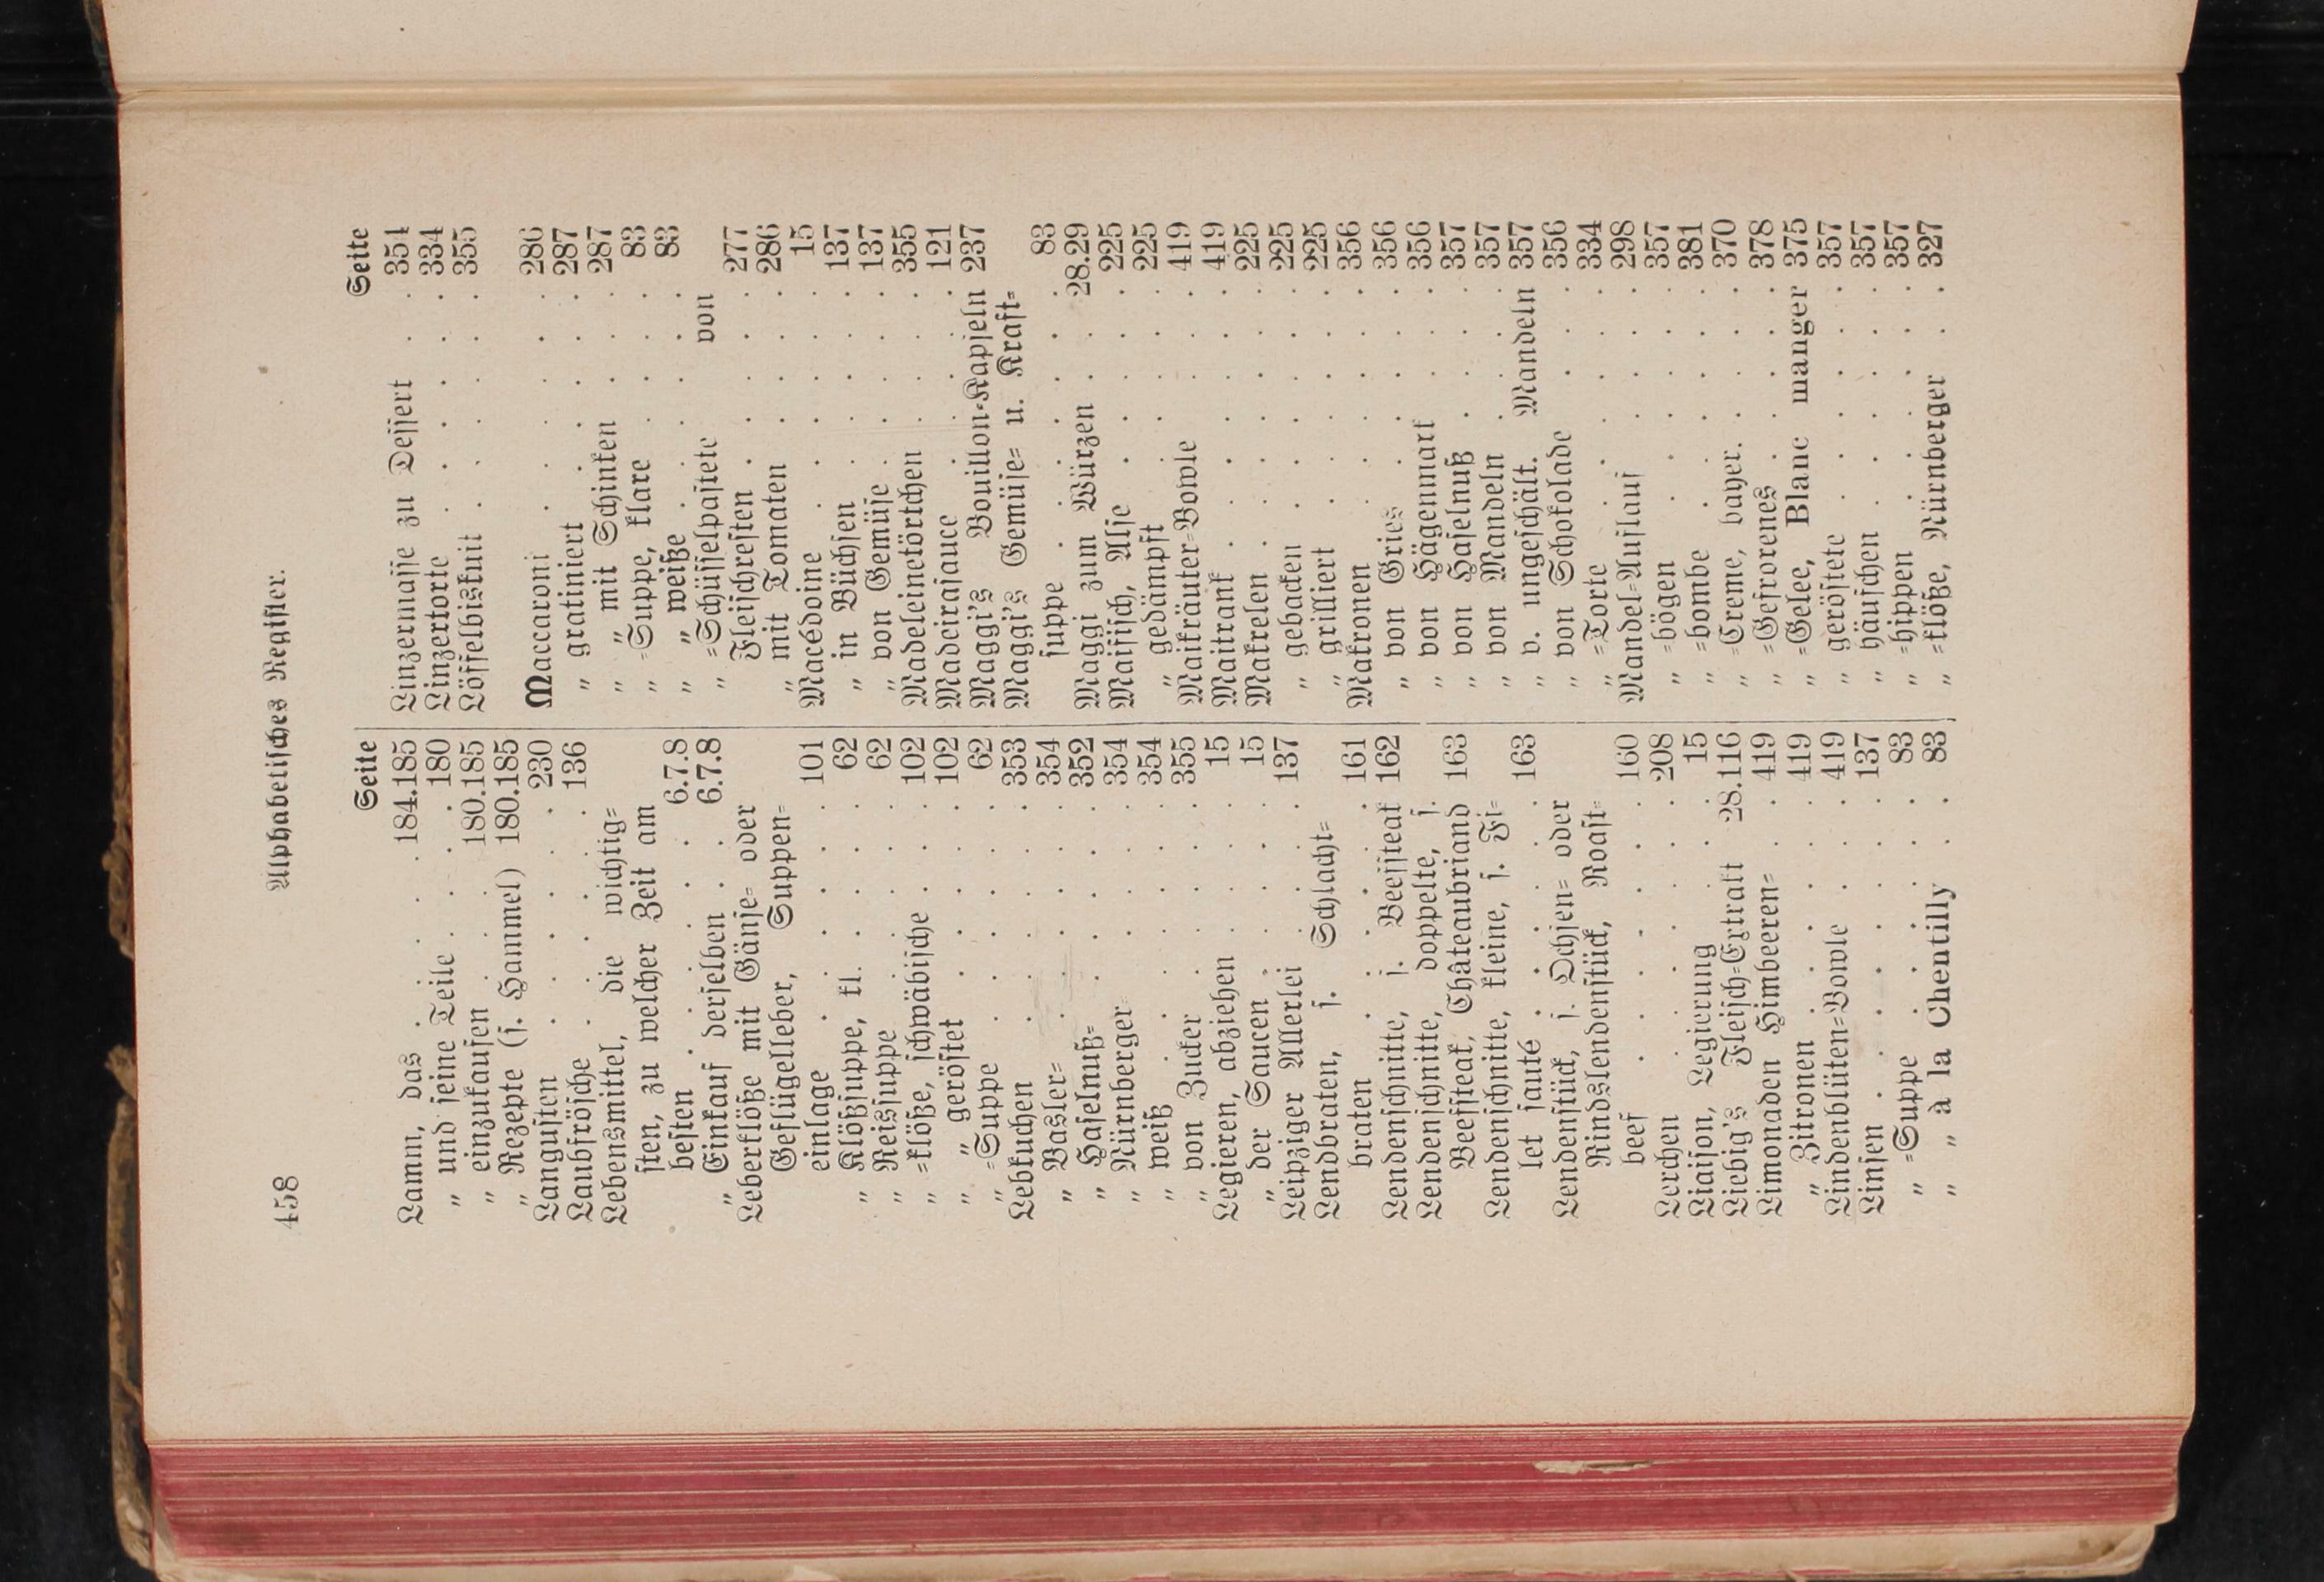 458
Alphabetisches Register.
Seite
Lamm, das . . . . 184.185
„ und seine Teile . . . . 180
„ einzukaufen . . . 180.185
„ Rezepte (s. Hammel) 180.185
Langusten . . . . . 230
Laubfrösche . . . . . 136
Lebensmittel, die wichtig=
sten, zu welcher Zeit am
besten . . . . . 6.7.8
„ Einkauf derselben . . 6.7.8
Leberklöße mit Gänse= oder
Geflügelleber, Suppen=
einlage . . . . . 101
„ Klößsuppe, kl. . . . . 62
„ Reissuppe . . . . . 62
„ =klöße, schwäbische . . . 102
„ „ geröstet . . . . 102
„ =Suppe . . . . . 62
Lebkuchen . . . . . 353
„ Basler= . . . . . 354
„ Haselnuß= . . . . 352
„ Nürnberger . . . . 354
„ weiß . . . . . 354
„ von Zucker . . . . 355
Legieren, abziehen . . . 15
„ der Saucen . . . . 15
Leipziger Allerlei . . . . 137
Lendbraten, s. Schlacht=
braten . . . . . 161
Lendenschnitte, s. Beefsteak 162
Lendenschnitte, doppelte, s.
Beefsteak, Châteaubriand 163
Lendenschnitte, kleine, s. Fi=
let sauté . . . . . 163
Lendenstück, s. Ochsen= oder
Rindslendenstück, Roast=
beef . . . . . . 160
Lerchen . . . . . . 208
Liaison, Legierung . . . 15
Liebig's Fleisch=Extrakt 28.116
Limonaden Himbeeren= . . 419
„ Zitronen . . . . . 419
Lindenblüten=Bowle . . . 419
Linsen . . . . . . 137
„ =Suppe . . . . . 83
„ „ à la Chentilly . . 83
Seite
Linzermasse zu Dessert . . 354
Linzertorte . . . . . 334
Löffelbiskuit . . . . . 355
Maccaroni . . . . . 286
„ gratiniert . . . . . 287
„ „ mit Schinken . . . 287
„ =Suppe, klare . . . . 83
„ „ weiße . . . . 83
„ =Schüsselpastete von
Fleischresten . . . . 277
„ mit Tomaten . . . . 286
Macédoine . . . . . 15
„ in Büchsen . . . . 137
„ von Gemüse . . . . 137
Madeleinetörtchen . . . 355
Madeirasauce . . . . . 121
Maggi's Bouillon=Kapseln 237
Maggi's Gemüse= u. Kraft=
suppe . . . . . . 83
Maggi zum Würzen . . 28.29
Maifisch, Alse . . . . . 225
„ gedämpft . . . . . 225
Maikräuter=Bowle . . . 419
Maitrank . . . . . . 419
Makrelen . . . . . . 225
„ gebacken . . . . . 225
„ grilliert . . . . . 225
Makronen . . . . . 356
„ von Gries . . . . 356
„ von Hägenmark . . . 356
„ von Haselnuß . . . . 357
„ von Mandeln . . . . 357
„ v. ungeschält. Mandeln 357
„ von Schokolade . . . 356
„ =Torte . . . . . 334
Mandel=Auflauf . . . . 298
„ =bögen . . . . . 357
„ =bombe . . . . . 381
„ =Creme, bayer. . . . 370
„ =Gefrorenes . . . . 378
„ =Gelee, Blanc manger 375
„ geröstete . . . . . 357
„ häufchen . . . . . 357
„ =hippen . . . . . 357
„ =klöße, Nürnberger . . 327